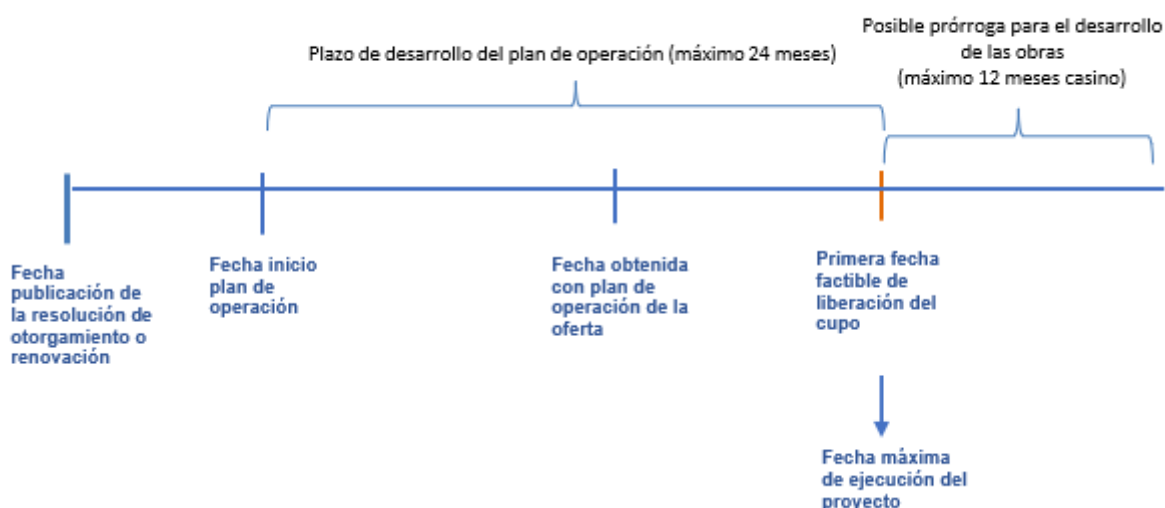 Posible prórroga para el desarrollo
de las obras
(máximo 12 meses casino)
Plazo de desarrollo del plan de operación (máximo 24 meses)
Fecha
publicación de
la resolución de
otorgamiento o
renovación
Fecha inicio
plan de
operación
Fecha obtenida
con plan de
operación de la
oferta
Primera fecha
factible de
liberación del
cupo
Fecha máxima
de ejecución del
proyecto